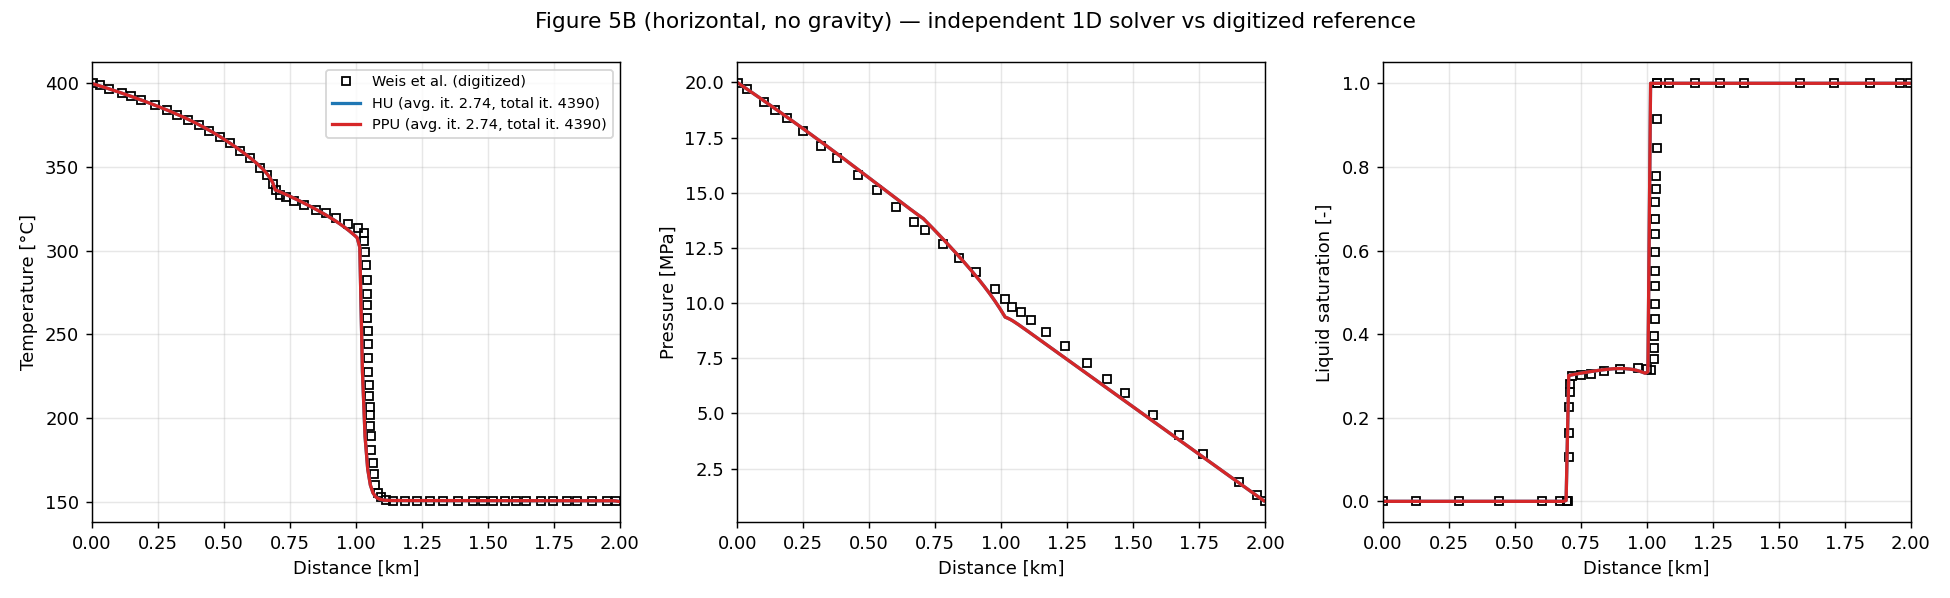 Figure 5B (horizontal, no gravity) — independent 1D solver vs digitized reference
Temperature [°C]
400
350
300
250
200
150
Weis et al. (digitized)
HU (avg. it. 2.74, total it. 4390)
PPU (avg. it. 2.74, total it. 4390)
0.00 0.25 0.50 0.75 1.00 1.25 1.50 1.75 2.00
Distance [km]
Pressure [MPa]
20.0
17.5
15.0
12.5
10.0
7.5
5.0
2.5
0.00 0.25 0.50 0.75 1.00 1.25 1.50 1.75 2.00
Distance [km]
Liquid saturation [-]
1.0
0.8
0.6
0.4
0.2
0.0
0.00 0.25 0.50 0.75 1.00 1.25 1.50 1.75 2.00
Distance [km]